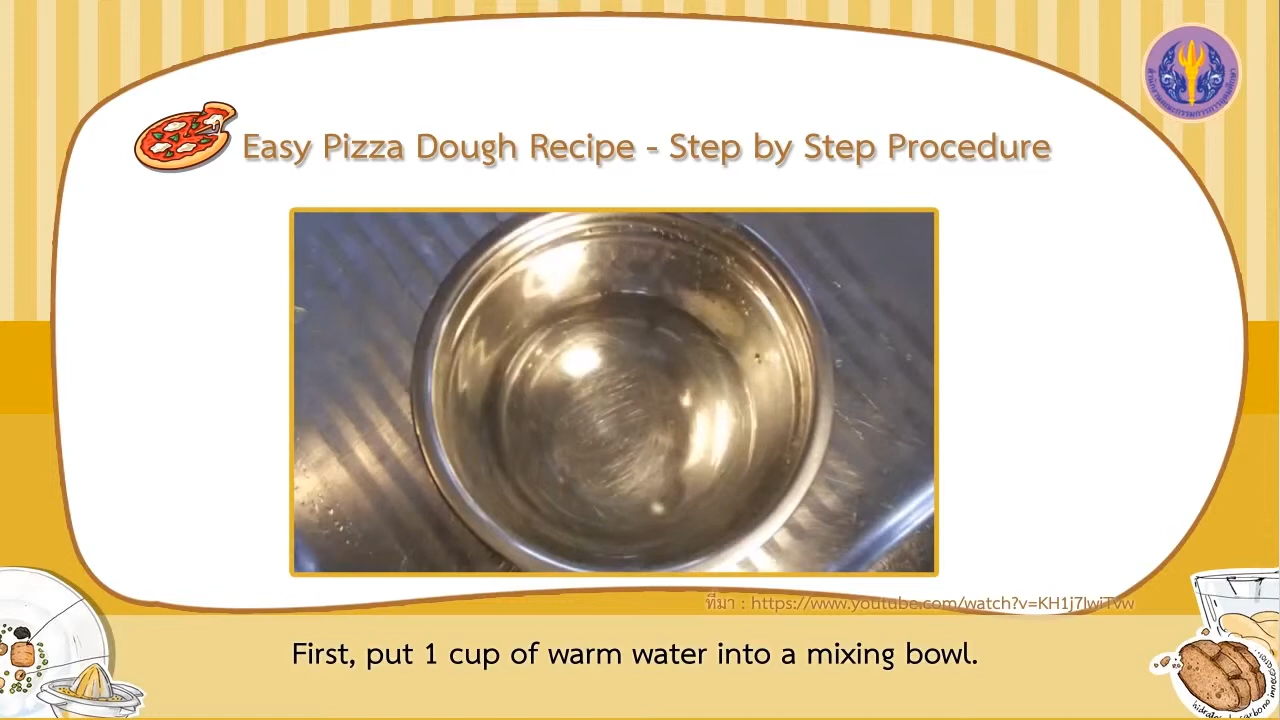 Easy Pizza Dough Recipe - Step by Step Procedure
ที่มา : https://www.youtube.com/watch?v=KH1j7IwjTvw
First, put 1 cup of warm water into a mixing bowl.